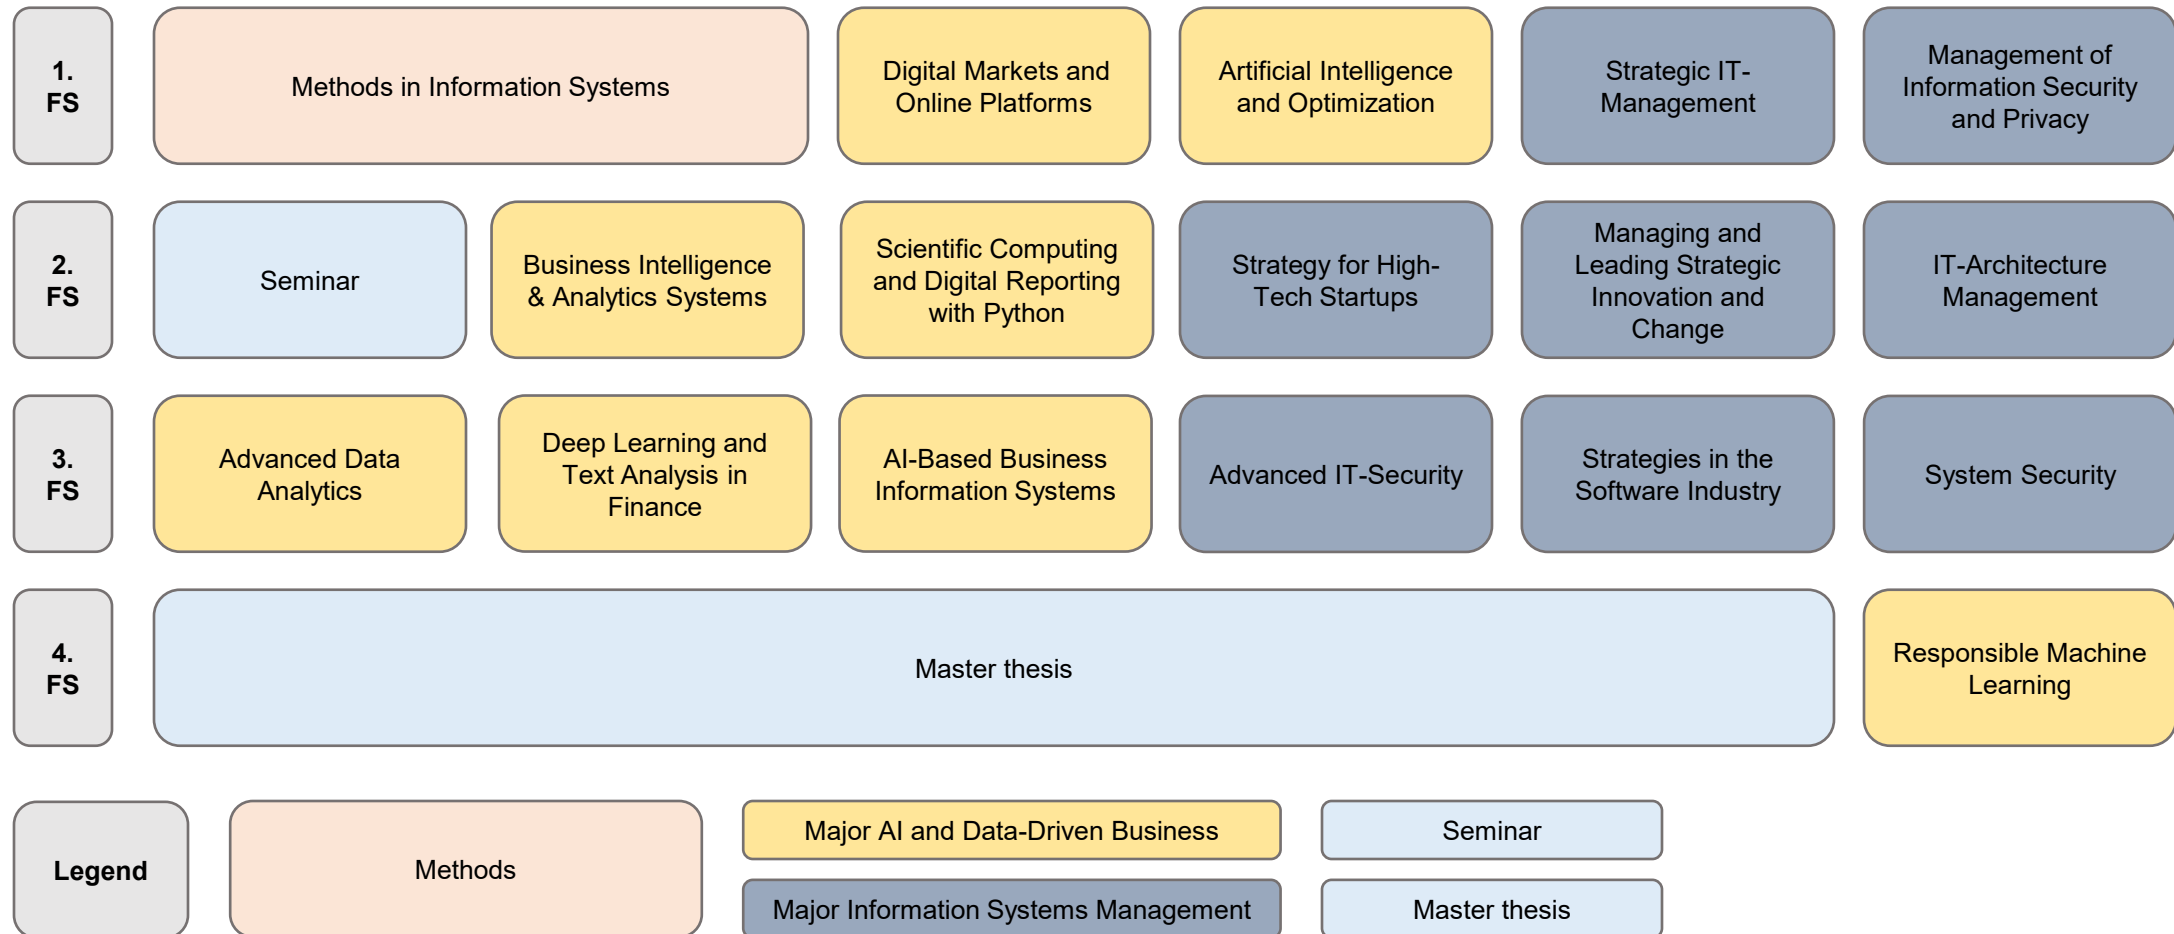 1.
FS
Methods in Information Systems
Digital Markets and
Online Platforms
Artificial Intelligence
and Optimization
Strategic IT-
Management
Management of
Information Security
and Privacy
2.
FS
Seminar
Business Intelligence
& Analytics Systems
Scientific Computing
and Digital Reporting
with Python
Strategy for High-
Tech Startups
Managing and
Leading Strategic
Innovation and
Change
IT-Architecture
Management
3.
FS
Advanced Data
Analytics
Deep Learning and
Text Analysis in
Finance
AI-Based Business
Information Systems
Advanced IT-Security
Strategies in the
Software Industry
System Security
4.
FS
Master thesis
Responsible Machine
Learning
Legend
Methods
Major AI and Data-Driven Business
Major Information Systems Management
Seminar
Master thesis